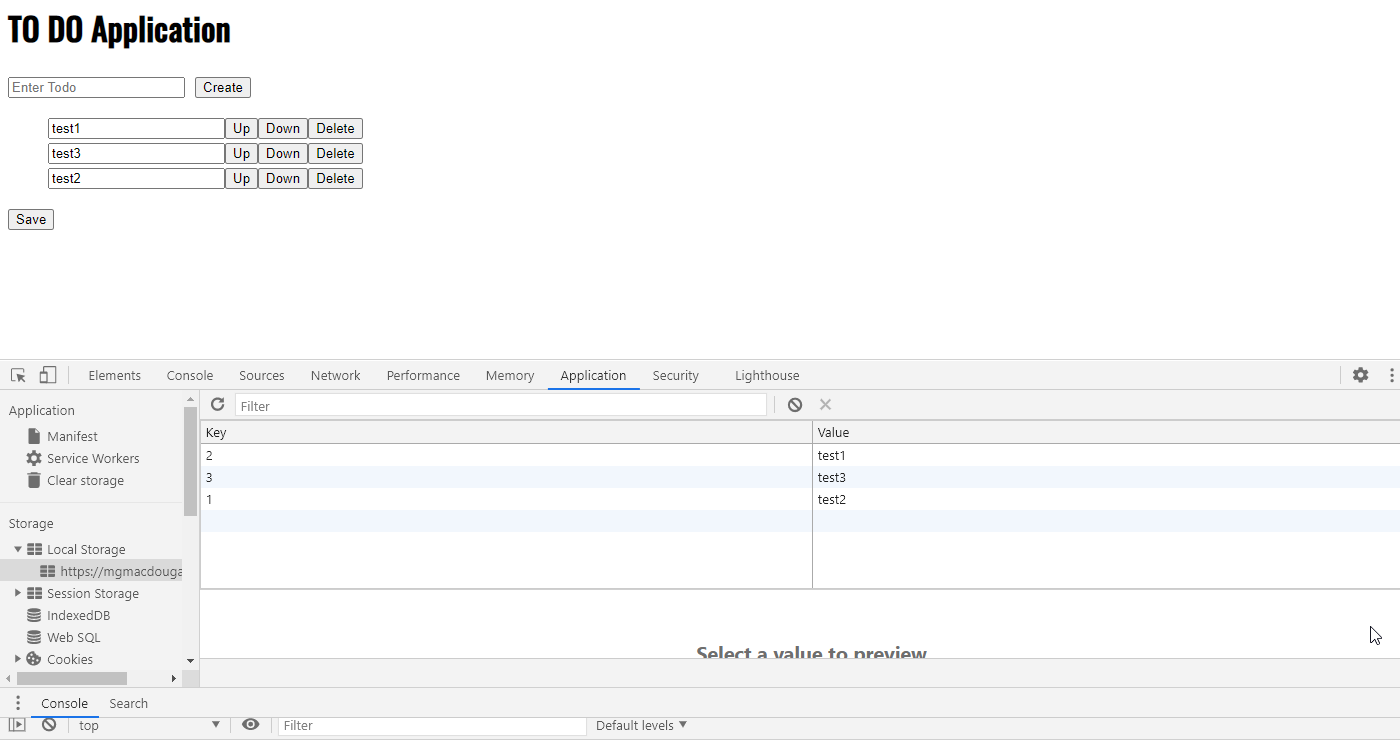 TO DO Application
Enter Todo Create
test1 Up Down Delete
test3 Up Down Delete
test2 Up Down Delete
Save
Elements Console Sources Network Performance Memory Application Security Lighthouse
Application
Manifest
Service Workers
Clear storage
Storage
Local Storage
https://mgmacdouga
Session Storage
IndexedDB
Web SQL
Cookies
Filter
Key Value
2 test1
3 test3
1 test2
Select a value to preview
Console Search
top Filter Default levels